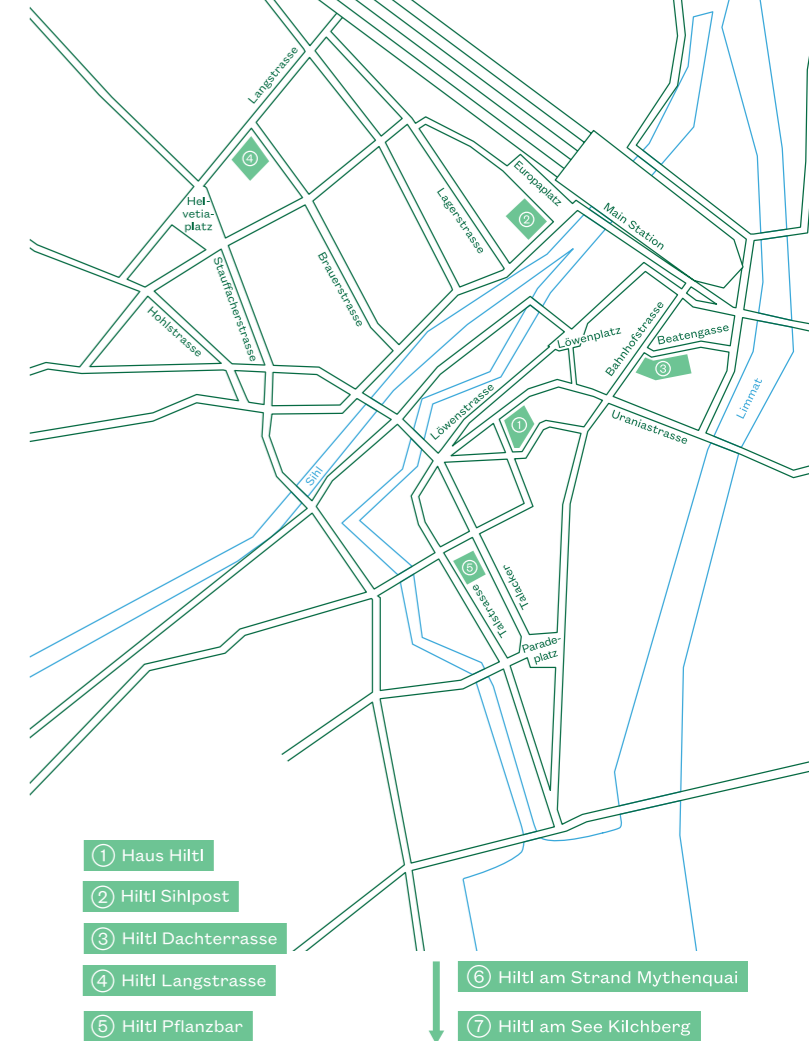 Langstrasse
④
Hel-
vetia-
platz
Europaplatz
②
Lagerstrasse
Main Station
Stauffacherstrasse
Brauerstrasse
Hohlstrasse
Löwenplatz
Bahnhofstrasse
Beatengasse
③
Löwenstrasse
①
Uraniastrasse
Limmat
Sihl
⑤
Talstrasse
Talacker
Parade-
platz
① Haus Hiltl
② Hiltl Sihlpost
③ Hiltl Dachterrasse
④ Hiltl Langstrasse
⑤ Hiltl Pflanzbar
⑥ Hiltl am Strand Mythenquai
⑦ Hiltl am See Kilchberg